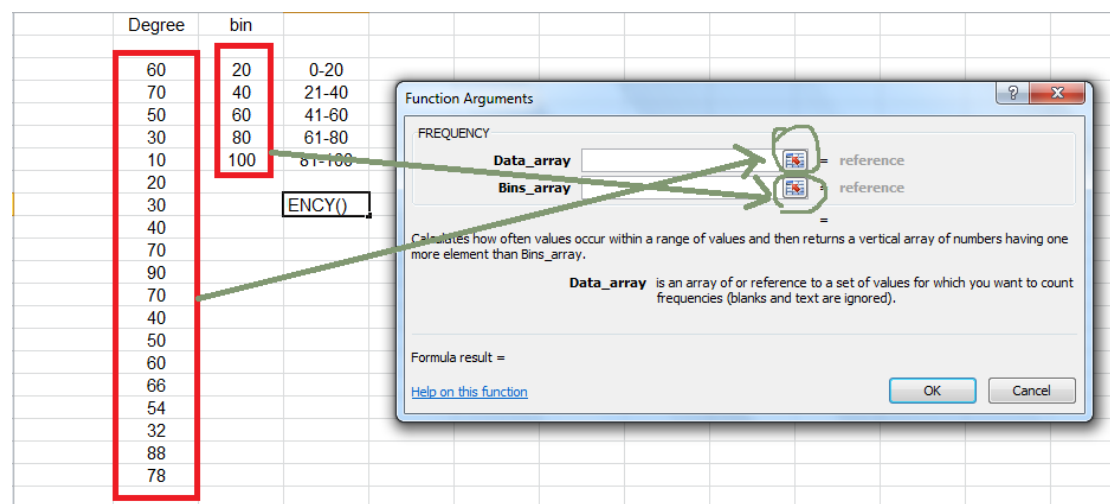 Degree bin
60 20 0-20
70 40 21-40
50 60 41-60
30 80 61-80
10 100 81-100
20
30 ENCY()
40
70
90
70
40
50
60
66
54
32
88
78
Function Arguments
FREQUENCY
Data_array = reference
Bins_array = reference
=
Calculates how often values occur within a range of values and then returns a vertical array of numbers having one
more element than Bins_array.
Data_array is an array of or reference to a set of values for which you want to count
frequencies (blanks and text are ignored).
Formula result =
Help on this function OK Cancel